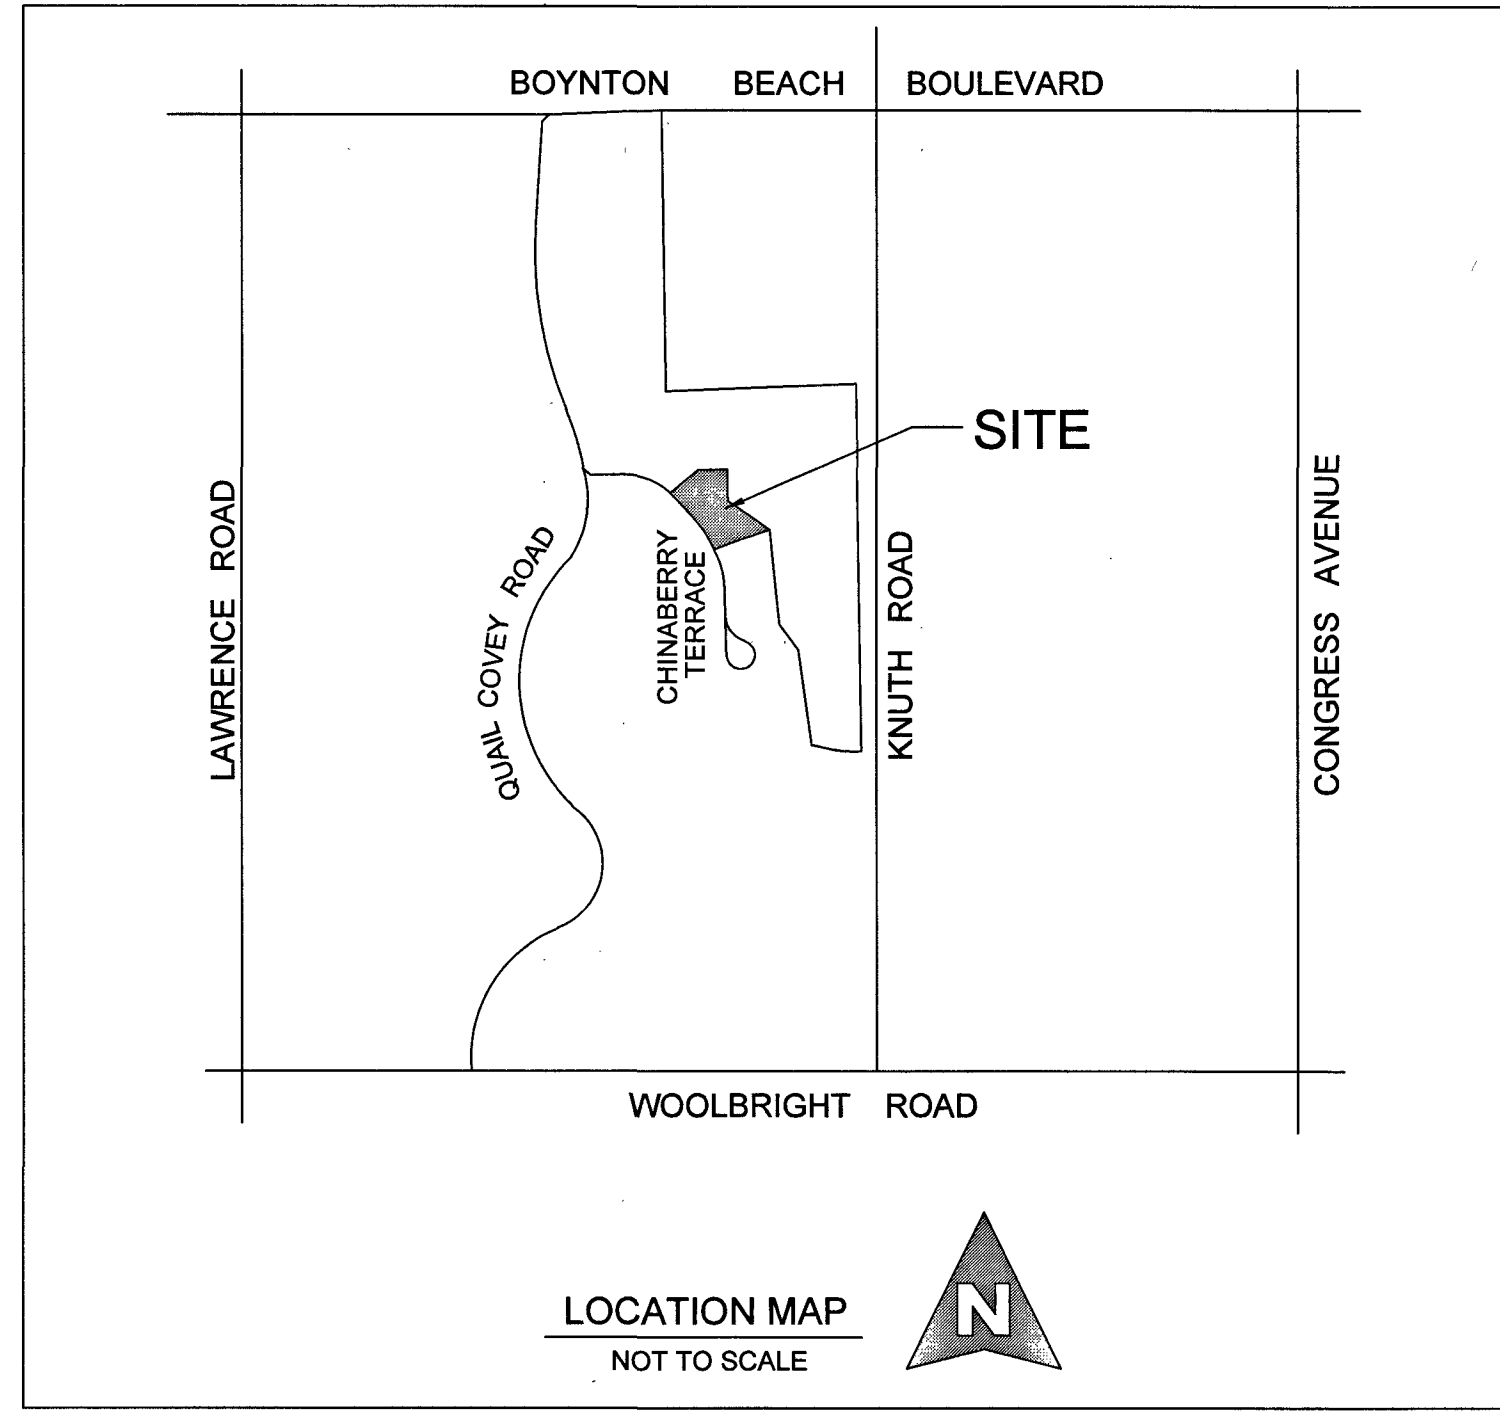 BOYNTON BEACH BOULEVARD
SITE
LAWRENCE ROAD
QUAIL COVEY ROAD
CHINABERRY
TERRACE
KNUTH ROAD
CONGRESS AVENUE
WOOLBRIGHT ROAD
LOCATION MAP
NOT TO SCALE
N